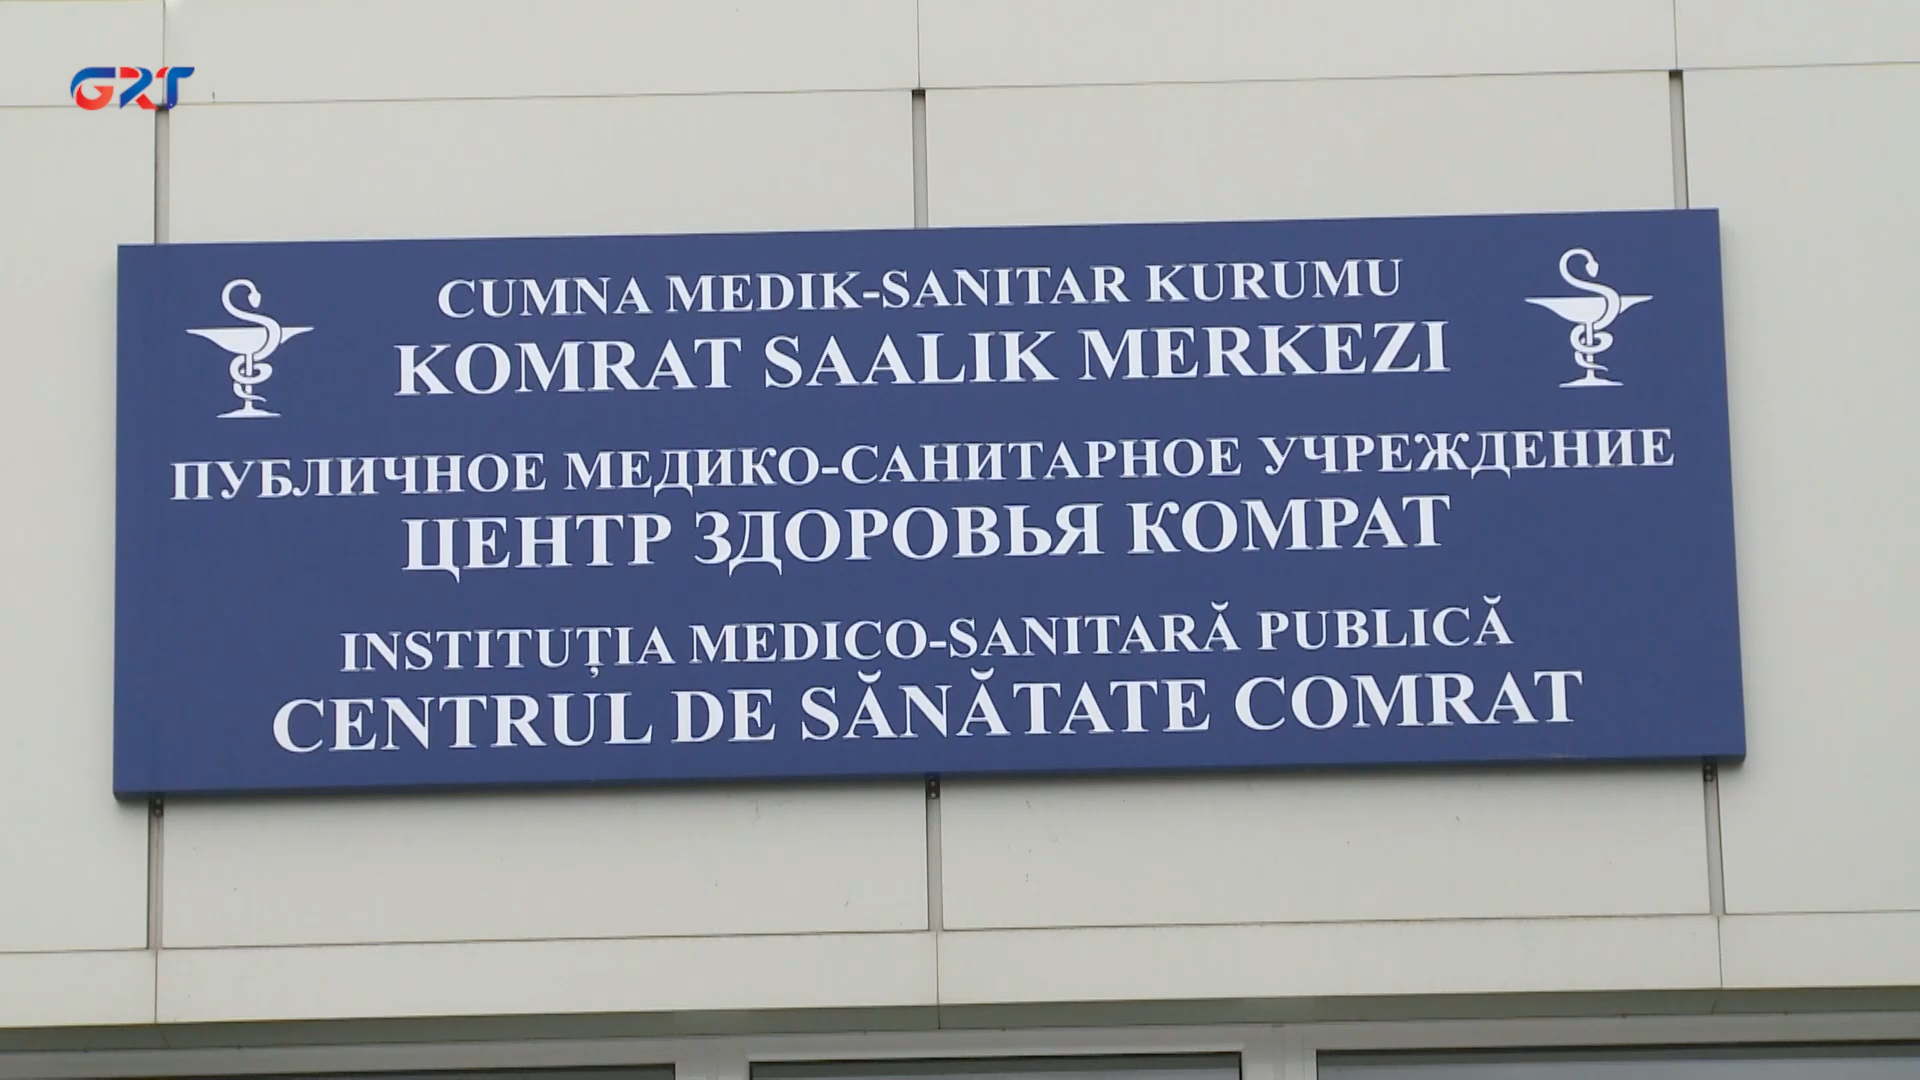 GRT
CUMNA MEDIK-SANITAR KURUMU
KOMRAT SAALIK MERKEZI
ПУБЛИЧНОЕ МЕДИКО-САНИТАРНОЕ УЧРЕЖДЕНИЕ
ЦЕНТР ЗДОРОВЬЯ КОМРАТ
INSTITUȚIA MEDICO-SANITARĂ PUBLICĂ
CENTRUL DE SĂNĂTATE COMRAT